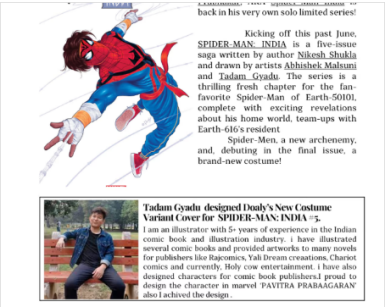 back in his very own solo limited series!
Kicking off this past June,
SPIDER-MAN: INDIA is a five-issue
saga written by author Nikesh Shukla
and drawn by artists Abhishek Malsuni
and Tadam Gyadu. The series is a
thrilling fresh chapter for the fan-
favorite Spider-Man of Earth-50101,
complete with exciting revelations
about his home world, team-ups with
Earth-616's resident
Spider-Men, a new archenemy,
and, debuting in the final issue, a
brand-new costume!
Tadam Gyadu designed Doaly's New Costume
Variant Cover for SPIDER-MAN: INDIA #5.
I am an illustrator with 5+ years of experience in the Indian
comic book and illustration industry. i have illustrated
several comic books and provided artworks to many novels
for publishers like Rajcomics, Yali Dream creations, Chariot
comics and currently, Holy cow entertainment. i have also
designed characters for comic book publishers.I proud to
design the character in marvel 'PAVITRA PRABAAGARAN'
also I achived the design .